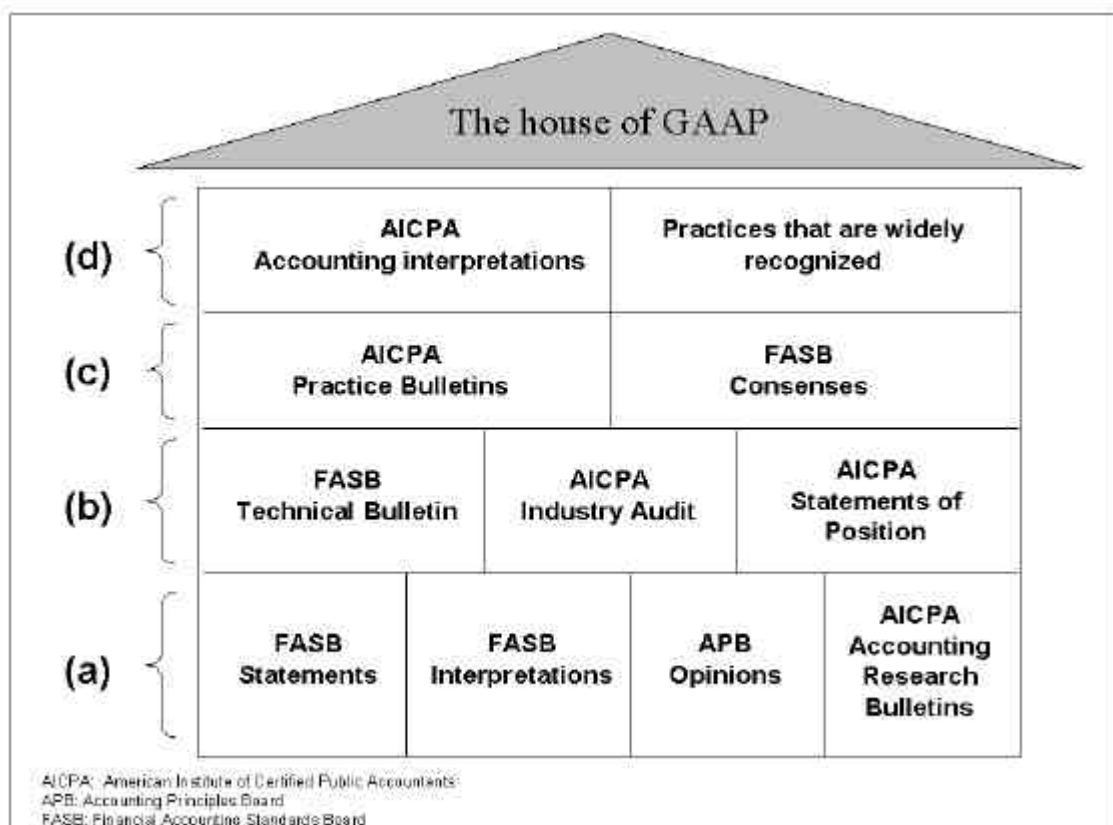 The house of GAAP
(d)
AICPA
Accounting interpretations
Practices that are widely
recognized
(c)
AICPA
Practice Bulletins
FASB
Consenses
(b)
FASB
Technical Bulletin
AICPA
Industry Audit
AICPA
Statements of
Position
(a)
FASB
Statements
FASB
Interpretations
APB
Opinions
AICPA
Accounting
Research
Bulletins
AICPA: American Institute of Certified Public Accountants
APB: Accounting Principles Board
FASB: Financial Accounting Standards Board